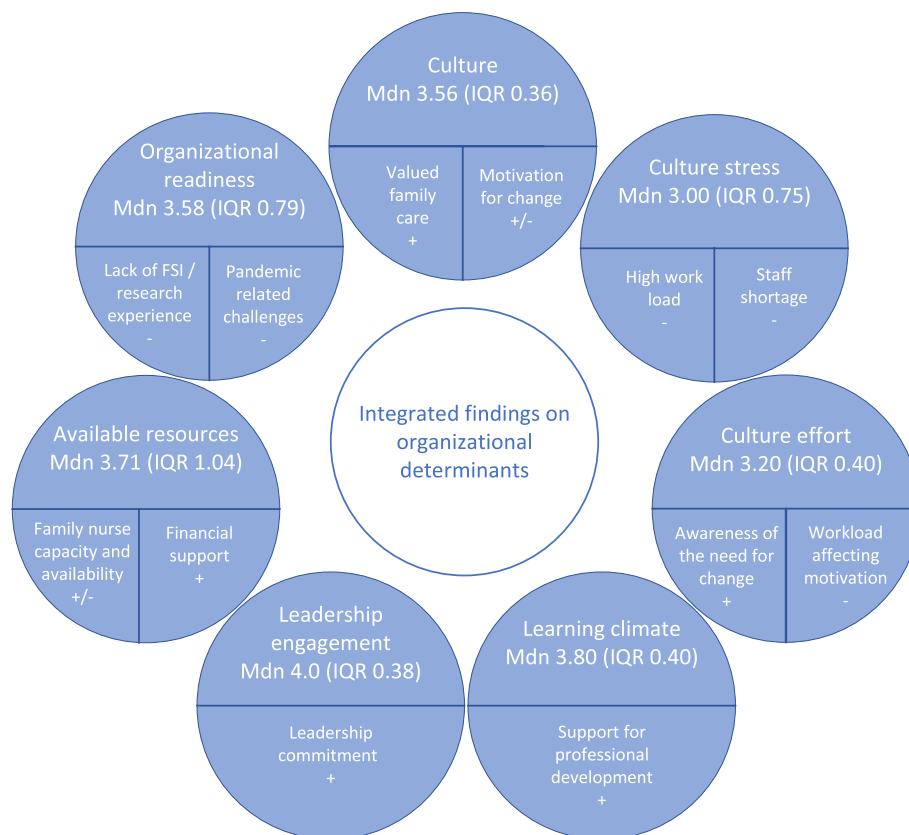 Culture
Mdn 3.56 (IQR 0.36)
Valued
family
care
+
Motivation
for change
+/-
Culture stress
Mdn 3.00 (IQR 0.75)
High work
load
-
Staff
shortage
-
Culture effort
Mdn 3.20 (IQR 0.40)
Awareness of
the need for
change
+
Workload
affecting
motivation
-
Learning climate
Mdn 3.80 (IQR 0.40)
Support for
professional
development
+
Leadership
engagement
Mdn 4.0 (IQR 0.38)
Leadership
commitment
+
Available resources
Mdn 3.71 (IQR 1.04)
Family nurse
capacity and
availability
+/-
Financial
support
+
Organizational
readiness
Mdn 3.58 (IQR 0.79)
Lack of FSI /
research
experience
-
Pandemic
related
challenges
-
Integrated findings on
organizational
determinants